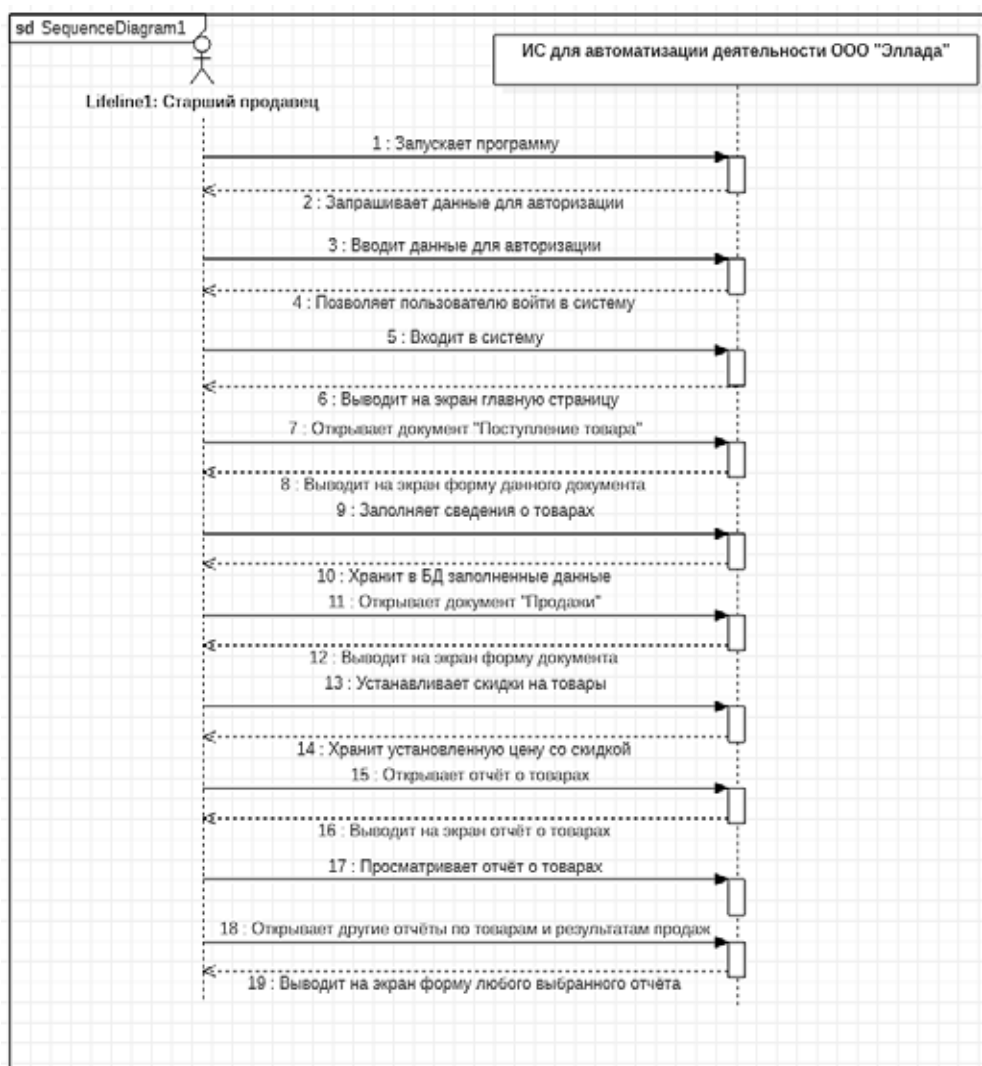 sd SequenceDiagram1
ИС для автоматизации деятельности ООО "Эллада"
Lifeline1: Старший продавец
1 : Запускает программу
2 : Запрашивает данные для авторизации
3 : Вводит данные для авторизации
4 : Позволяет пользователю войти в систему
5 : Входит в систему
6 : Выводит на экран главную страницу
7 : Открывает документ "Поступление товара"
8 : Выводит на экран форму данного документа
9 : Заполняет сведения о товарах
10 : Хранит в БД заполненные данные
11 : Открывает документ "Продажи"
12 : Выводит на экран форму документа
13 : Устанавливает скидки на товары
14 : Хранит установленную цену со скидкой
15 : Открывает отчёт о товарах
16 : Выводит на экран отчёт о товарах
17 : Просматривает отчёт о товарах
18 : Открывает другие отчёты по товарам и результатам продаж
19 : Выводит на экран форму любого выбранного отчёта